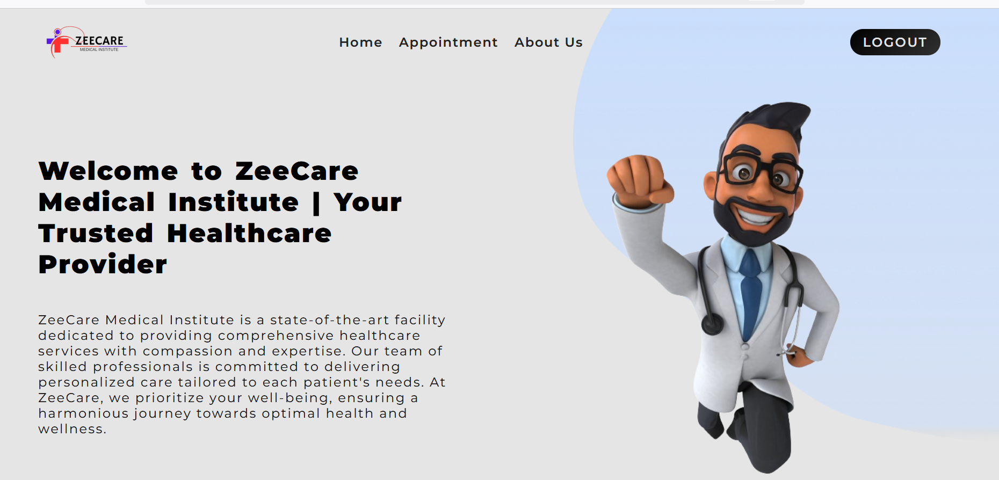 ZEECARE
MEDICAL INSTITUTE
Home Appointment About Us
LOGOUT
Welcome to ZeeCare
Medical Institute | Your
Trusted Healthcare
Provider
ZeeCare Medical Institute is a state-of-the-art facility
dedicated to providing comprehensive healthcare
services with compassion and expertise. Our team of
skilled professionals is committed to delivering
personalized care tailored to each patient's needs. At
ZeeCare, we prioritize your well-being, ensuring a
harmonious journey towards optimal health and
wellness.